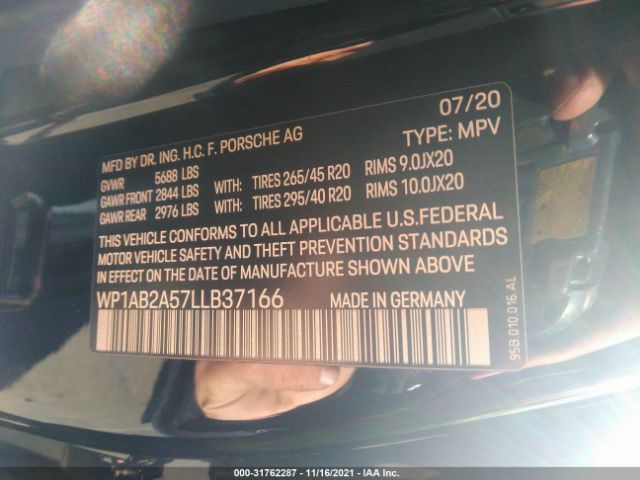 07/20
MFD BY DR. ING. H.C. F. PORSCHE AG TYPE: MPV
GVWR 5688 LBS
GAWR FRONT 2844 LBS WITH: TIRES 265/45 R20 RIMS 9.0JX20
GAWR REAR 2976 LBS WITH: TIRES 295/40 R20 RIMS 10.0JX20
THIS VEHICLE CONFORMS TO ALL APPLICABLE U.S.FEDERAL
MOTOR VEHICLE SAFETY AND THEFT PREVENTION STANDARDS
IN EFFECT ON THE DATE OF MANUFACTURE SHOWN ABOVE
WP1AB2A57LLB37166 MADE IN GERMANY
95B 010 016 AL
000-31762287 - 11/16/2021 - IAA Inc.